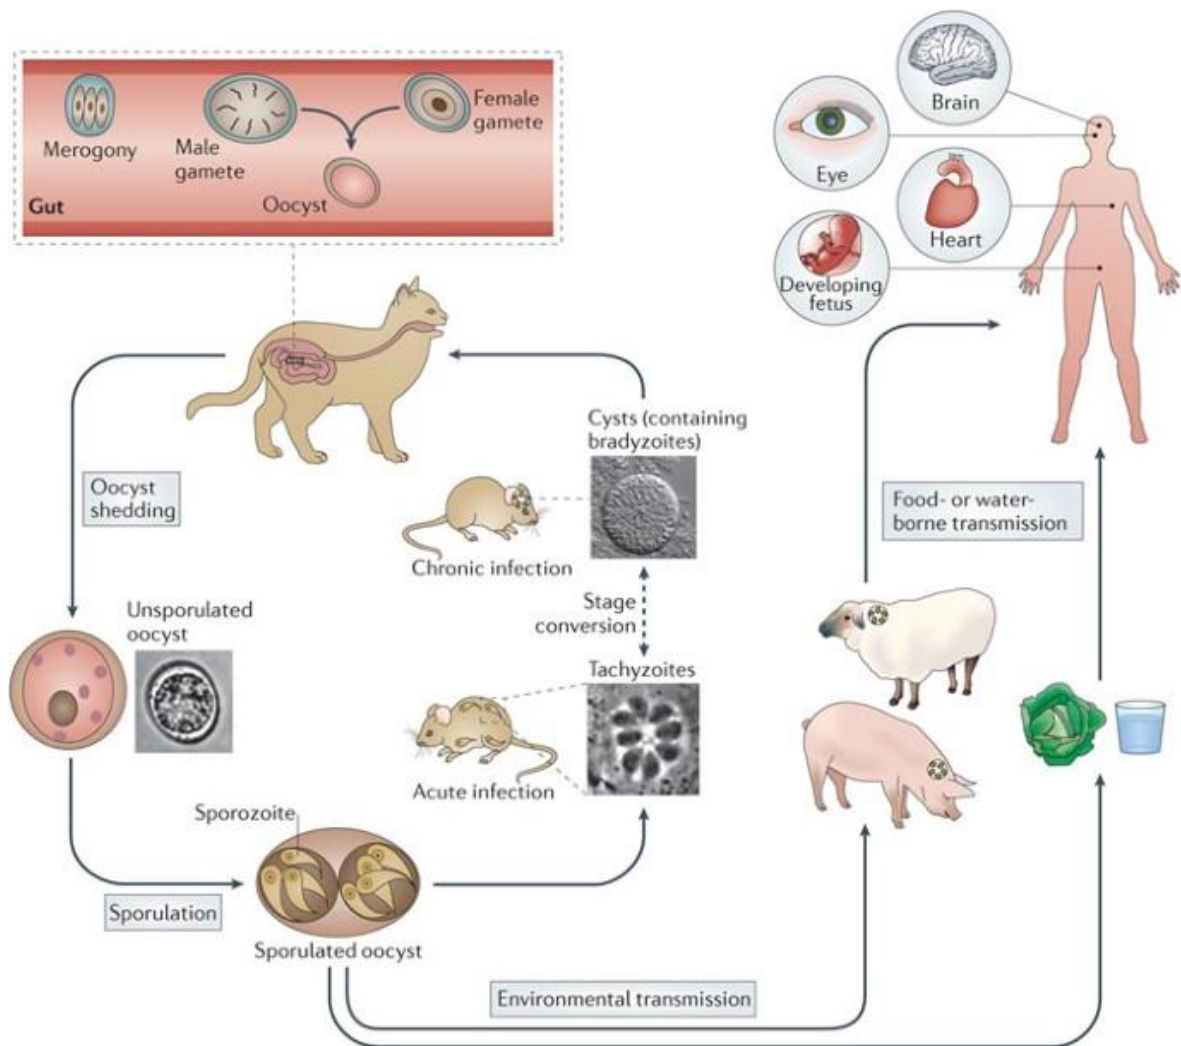 Merogony
Male
gamete
Female
gamete
Oocyst
Gut
Brain
Eye
Heart
Developing
fetus
Oocyst
shedding
Cysts (containing
bradyzoites)
Chronic infection
Stage
conversion
Food- or water-
borne transmission
Unsporulated
oocyst
Tachyzoites
Acute infection
Sporozoite
Sporulation
Sporulated oocyst
Environmental transmission